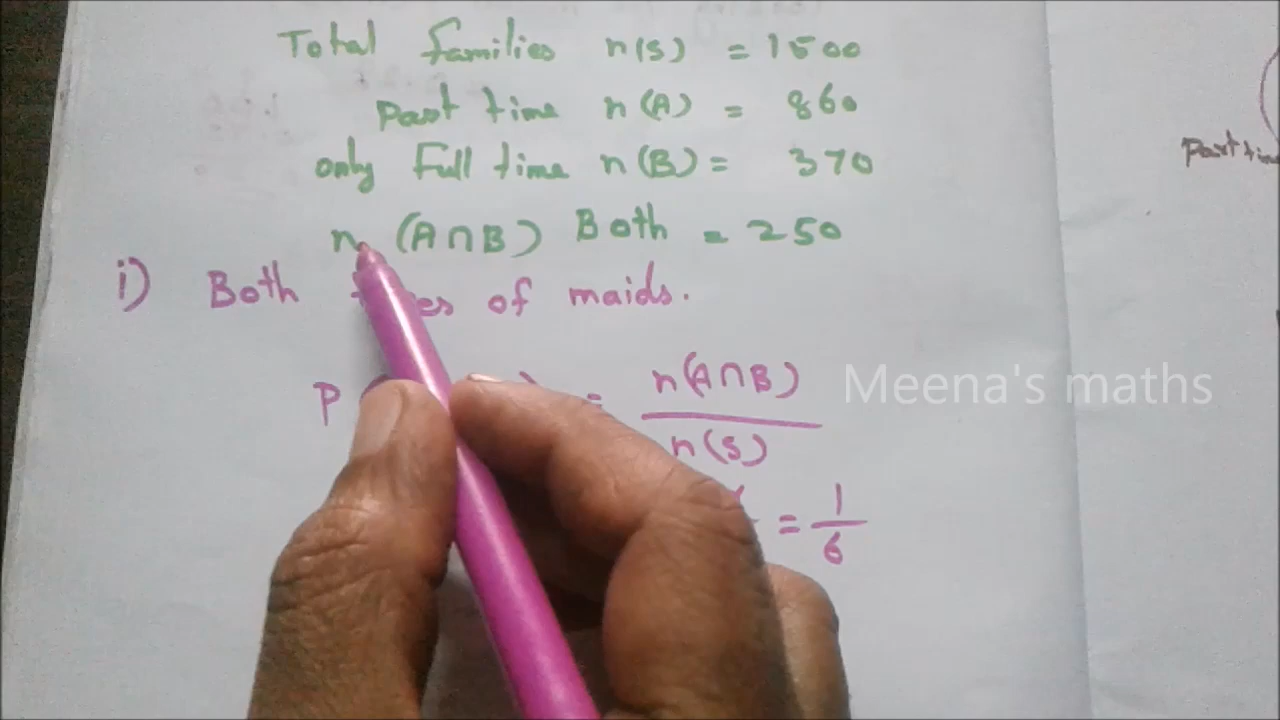 Total families n(s) = 1500
Part time n(A) = 860
only Full time n(B) = 370
n (A∩B) Both = 250
i) Both of maids.
P = n(A∩B)
n(s)
= 1
6
Part time
Meena's maths